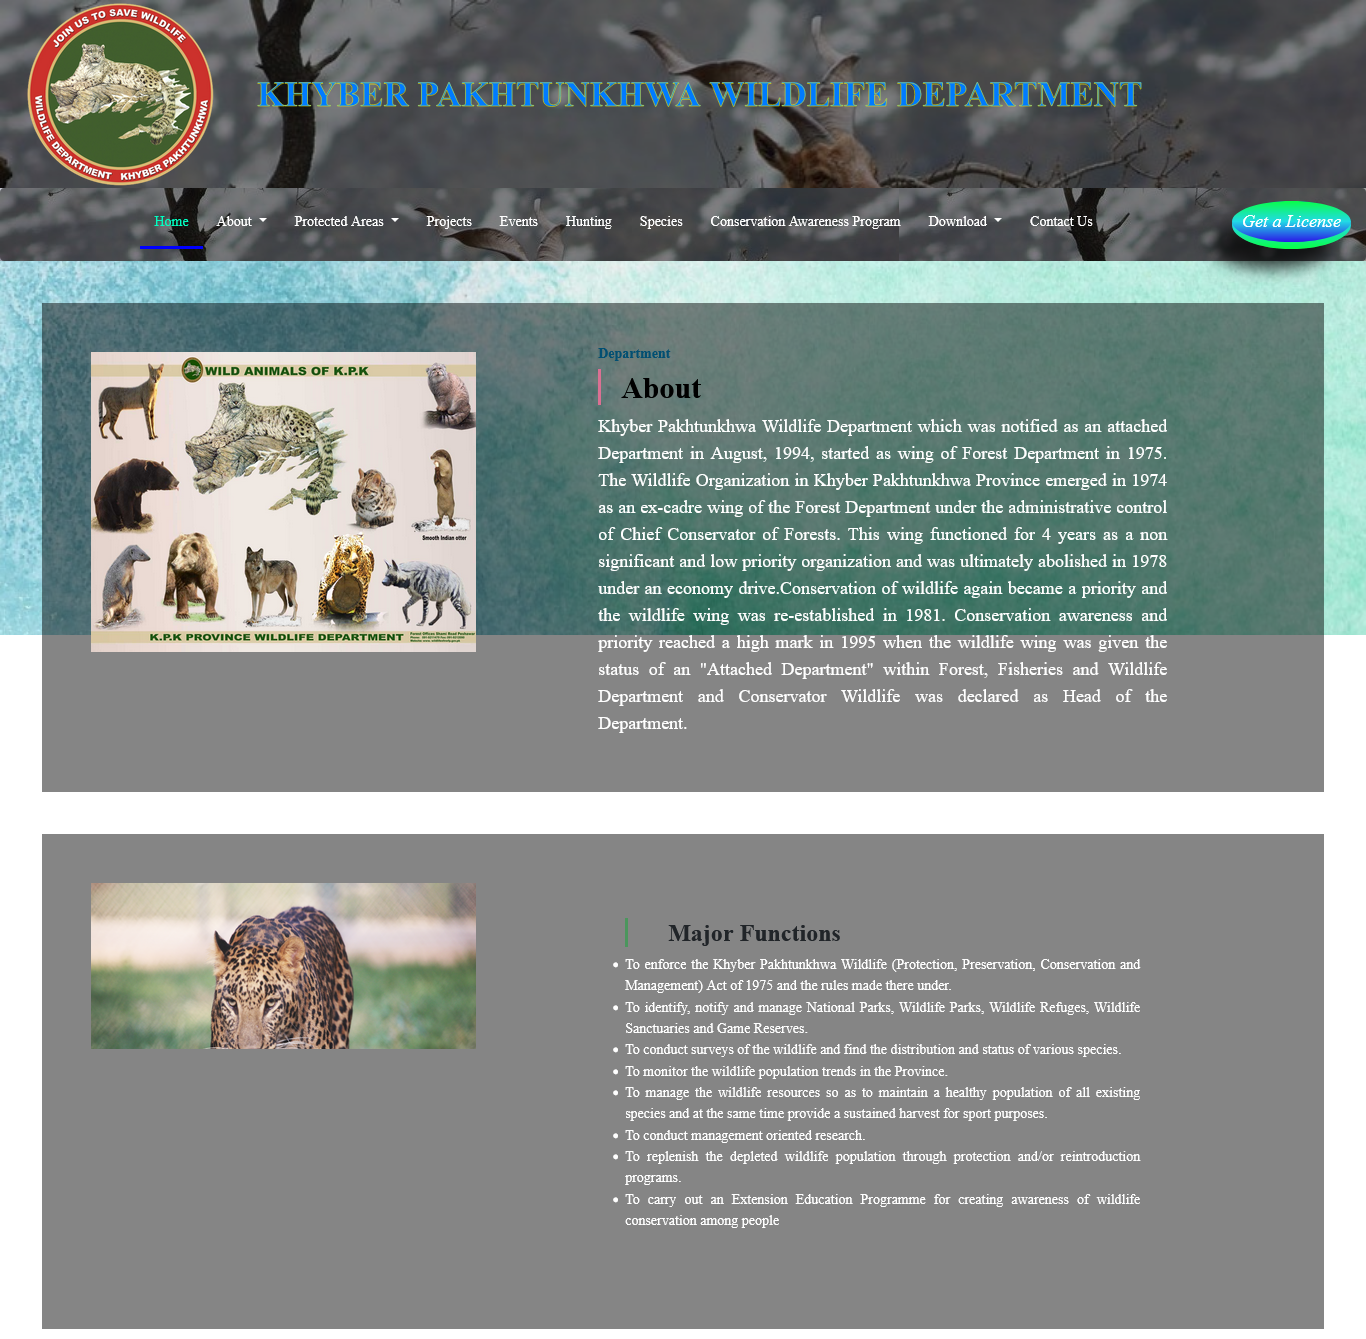 JOIN US TO SAVE WILDLIFE
WILDLIFE DEPARTMENT KHYBER PAKHTUNKHWA
KHYBER PAKHTUNKHWA WILDLIFE DEPARTMENT
Home About Protected Areas Projects Events Hunting Species Conservation Awareness Program Download Contact Us
Get a License
WILD ANIMALS OF K.P.K
Smooth Indian otter
K.P.K PROVINCE WILDLIFE DEPARTMENT
Department
About
Khyber Pakhtunkhwa Wildlife Department which was notified as an attached
Department in August, 1994, started as wing of Forest Department in 1975.
The Wildlife Organization in Khyber Pakhtunkhwa Province emerged in 1974
as an ex-cadre wing of the Forest Department under the administrative control
of Chief Conservator of Forests. This wing functioned for 4 years as a non
significant and low priority organization and was ultimately abolished in 1978
under an economy drive.Conservation of wildlife again became a priority and
the wildlife wing was re-established in 1981. Conservation awareness and
priority reached a high mark in 1995 when the wildlife wing was given the
status of an "Attached Department" within Forest, Fisheries and Wildlife
Department and Conservator Wildlife was declared as Head of the
Department.
Major Functions
• To enforce the Khyber Pakhtunkhwa Wildlife (Protection, Preservation, Conservation and
Management) Act of 1975 and the rules made there under.
• To identify, notify and manage National Parks, Wildlife Parks, Wildlife Refuges, Wildlife
Sanctuaries and Game Reserves.
• To conduct surveys of the wildlife and find the distribution and status of various species.
• To monitor the wildlife population trends in the Province.
• To manage the wildlife resources so as to maintain a healthy population of all existing
species and at the same time provide a sustained harvest for sport purposes.
• To conduct management oriented research.
• To replenish the depleted wildlife population through protection and/or reintroduction
programs.
• To carry out an Extension Education Programme for creating awareness of wildlife
conservation among people